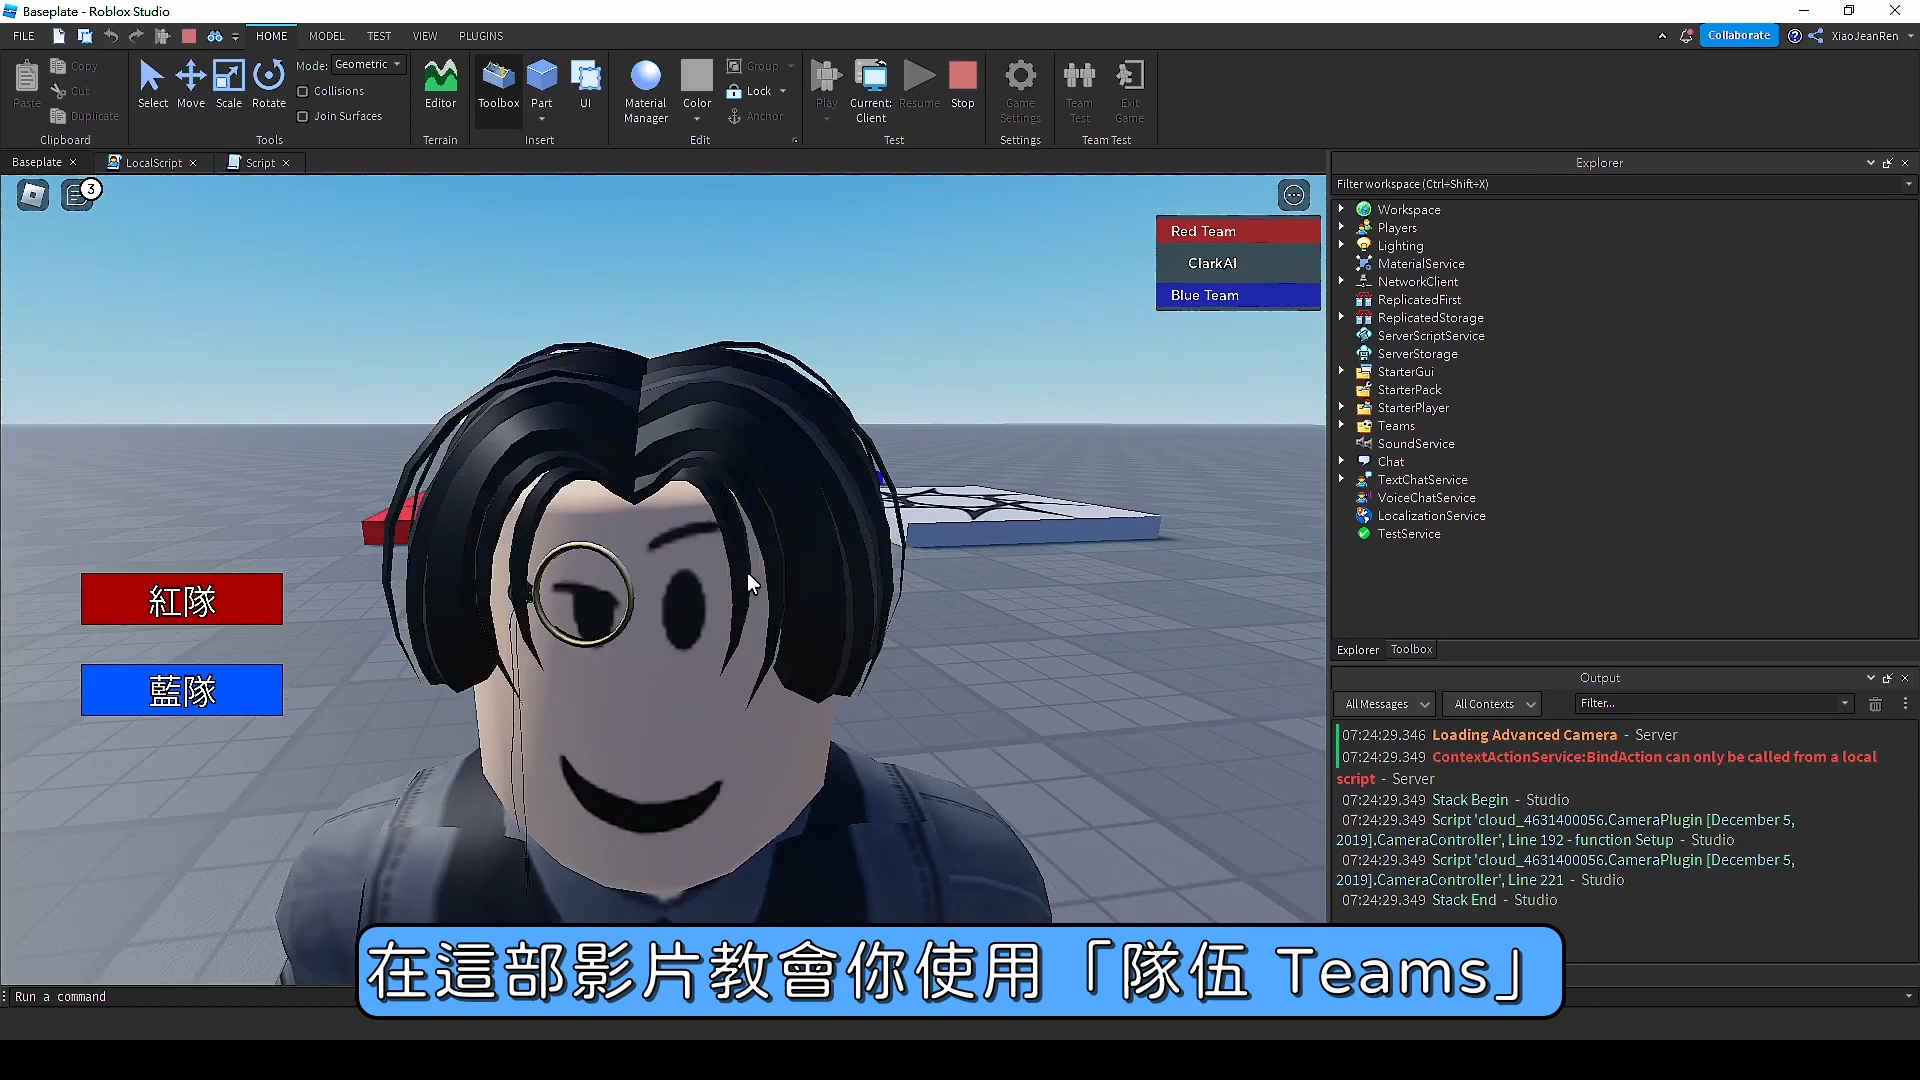 Baseplate - Roblox Studio
FILE
HOME
MODEL
TEST
VIEW
PLUGINS
Collaborate
XiaoJeanRen
Paste
Copy
Cut
Duplicate
Clipboard
Select
Move
Scale
Rotate
Mode: Geometric
Collisions
Join Surfaces
Tools
Editor
Terrain
Toolbox
Part
UI
Insert
Material
Manager
Color
Group
Lock
Anchor
Edit
Play
Current:
Client
Resume
Stop
Test
Game
Settings
Settings
Team
Test
Exit
Game
Team Test
Baseplate
LocalScript
Script
3
Red Team
ClarkAI
Blue Team
紅隊
藍隊
Explorer
Filter workspace (Ctrl+Shift+X)
Workspace
Players
Lighting
MaterialService
NetworkClient
ReplicatedFirst
ReplicatedStorage
ServerScriptService
ServerStorage
StarterGui
StarterPack
StarterPlayer
Teams
SoundService
Chat
TextChatService
VoiceChatService
LocalizationService
TestService
Explorer
Toolbox
Output
All Messages
All Contexts
Filter...
07:24:29.346 Loading Advanced Camera - Server
07:24:29.349 ContextActionService:BindAction can only be called from a local
script - Server
07:24:29.349 Stack Begin - Studio
07:24:29.349 Script 'cloud_4631400056.CameraPlugin [December 5,
2019].CameraController', Line 192 - function Setup - Studio
07:24:29.349 Script 'cloud_4631400056.CameraPlugin [December 5,
2019].CameraController', Line 221 - Studio
07:24:29.349 Stack End - Studio
在這部影片教會你使用「隊伍 Teams」
Run a command